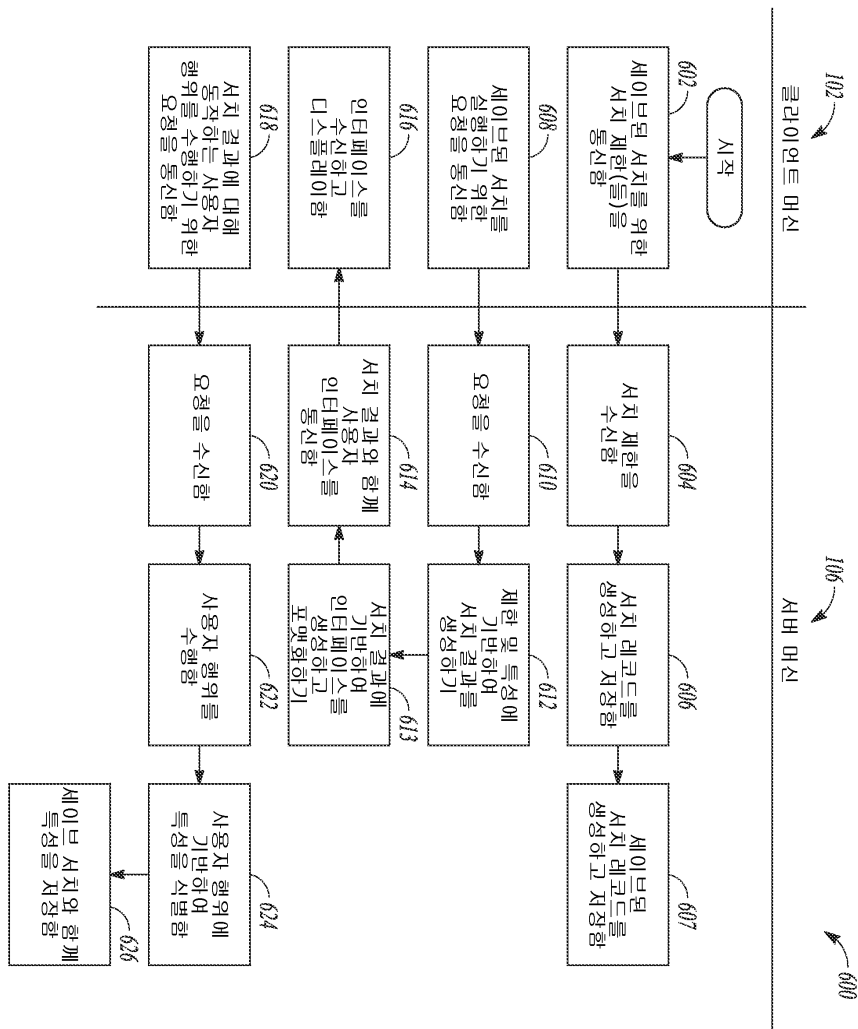 클라이언트 머신
102
서버 머신
106
600
시작
602
세이브된 서치를 위한
서치 제한(들)을
통신함
604
서치 제한을
수신함
606
서치 레코드를
생성하고 저장함
607
세이브된
서치 레코드를
생성하고 저장함
608
세이브된 서치를
실행하기 위한
요청을 통신함
610
요청을 수신함
612
제한 및 특성에
기반하여
서치 결과를
생성하기
613
서치 결과에
기반하여
인터페이스를
생성하고
포맷화하기
614
서치 결과와 함께
사용자
인터페이스를
통신함
616
인터페이스를
수신하고
디스플레이함
618
서치 결과에 대해
동작하는 사용자
행위를 수행하기 위한
요청을 통신함
620
요청을 수신함
622
사용자 행위를
수행함
624
사용자 행위에
기반하여
특성을 식별함
626
세이브 서치와 함께
특성을 저장함